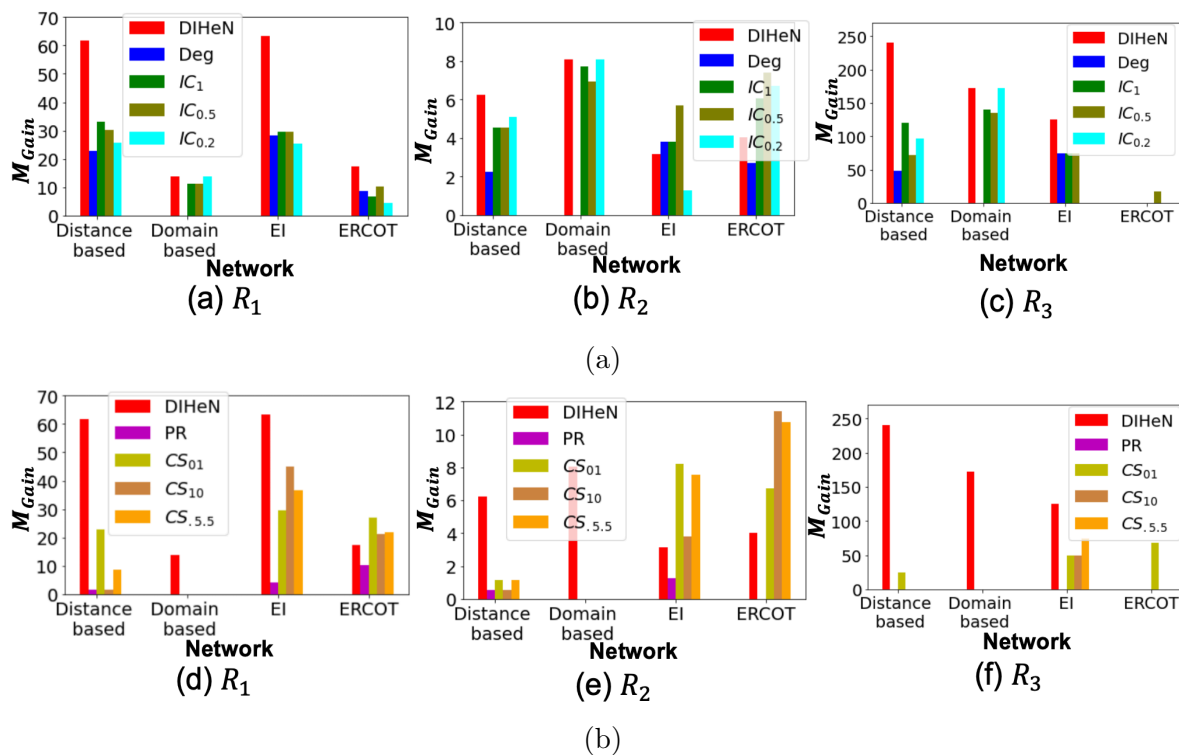 70
60
50
40
30
20
10
0
M_Gain
DIHeN
Deg
IC_1
IC_0.5
IC_0.2
Distance based
Domain based
EI
ERCOT
Network
(a) R_1
10
8
6
4
2
0
M_Gain
DIHeN
Deg
IC_1
IC_0.5
IC_0.2
Distance based
Domain based
EI
ERCOT
Network
(b) R_2
250
200
150
100
50
0
M_Gain
DIHeN
Deg
IC_1
IC_0.5
IC_0.2
Distance based
Domain based
EI
ERCOT
Network
(c) R_3
(a)
70
60
50
40
30
20
10
0
M_Gain
DIHeN
PR
CS_01
CS_10
CS_.5.5
Distance based
Domain based
EI
ERCOT
Network
(d) R_1
12
10
8
6
4
2
0
M_Gain
DIHeN
PR
CS_01
CS_10
CS_.5.5
Distance based
Domain based
EI
ERCOT
Network
(e) R_2
250
200
150
100
50
0
M_Gain
DIHeN
PR
CS_01
CS_10
CS_.5.5
Distance based
Domain based
EI
ERCOT
Network
(f) R_3
(b)